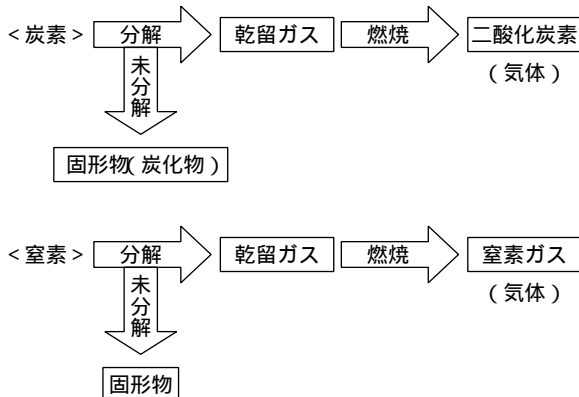 <炭素> 分解 乾留ガス 燃焼 二酸化炭素
(気体)
未分解
固形物(炭化物)
<窒素> 分解 乾留ガス 燃焼 窒素ガス
(気体)
未分解
固形物